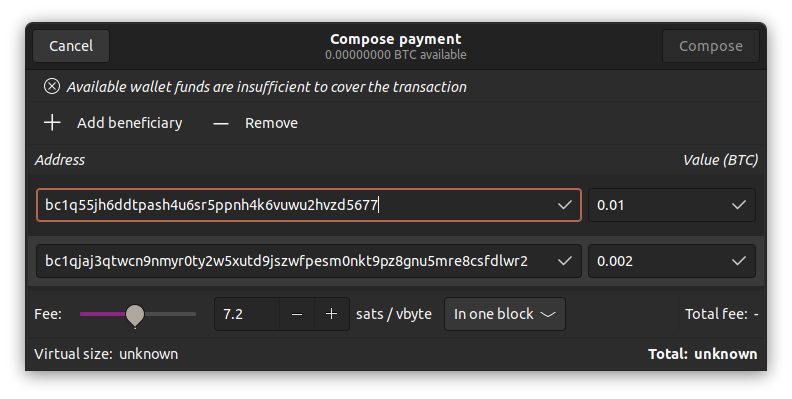 Cancel Compose payment Compose
0.00000000 BTC available
Available wallet funds are insufficient to cover the transaction
Add beneficiary Remove
Address Value (BTC)
bc1q55jh6ddtpash4u6sr5ppnh4k6vuwu2hvzd5677 0.01
bc1qjaj3qtwcn9nmyr0ty2w5xutd9jszwfpesm0nkt9pz8gnu5mre8csfdlwr2 0.002
Fee: 7.2 − + sats / vbyte In one block Total fee: -
Virtual size: unknown Total: unknown